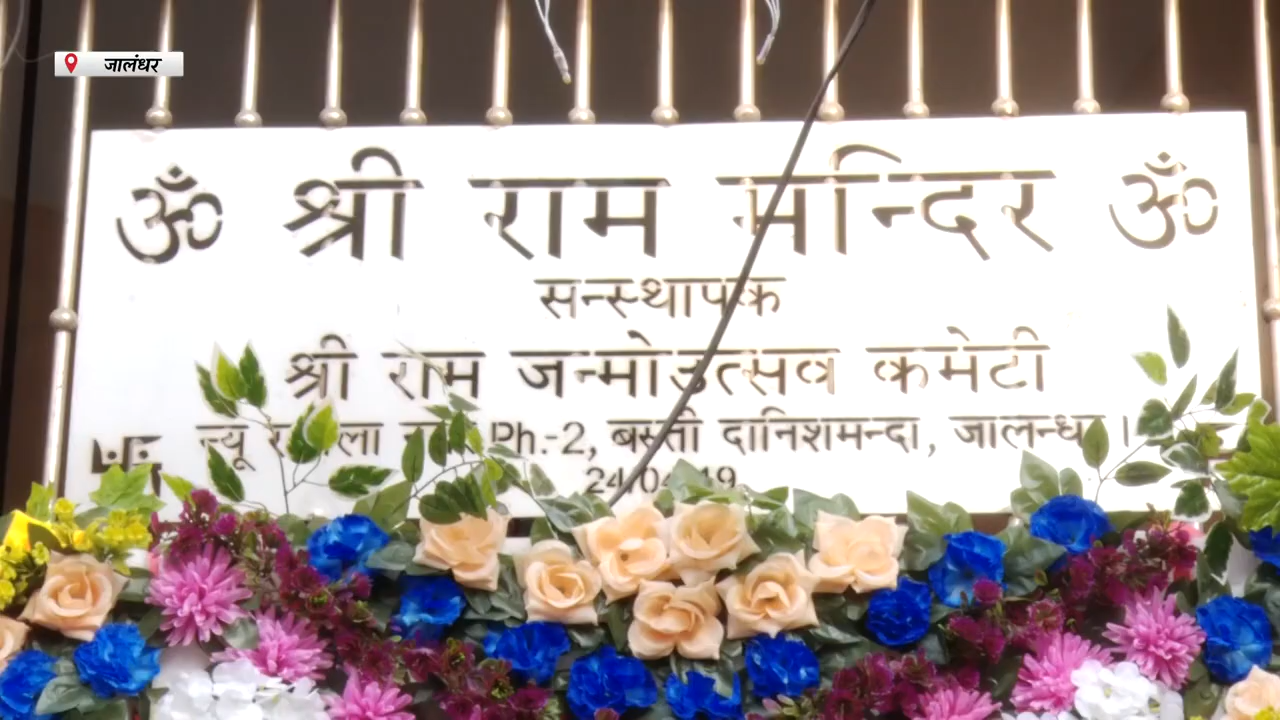 जालंधर
ॐ श्री राम मन्दिर ॐ
सन्स्थापक
श्री राम जन्मोउत्सव कमेटी
न्यू Ph.-2, बस्ती दानिशमन्दा, जालन्धर ।